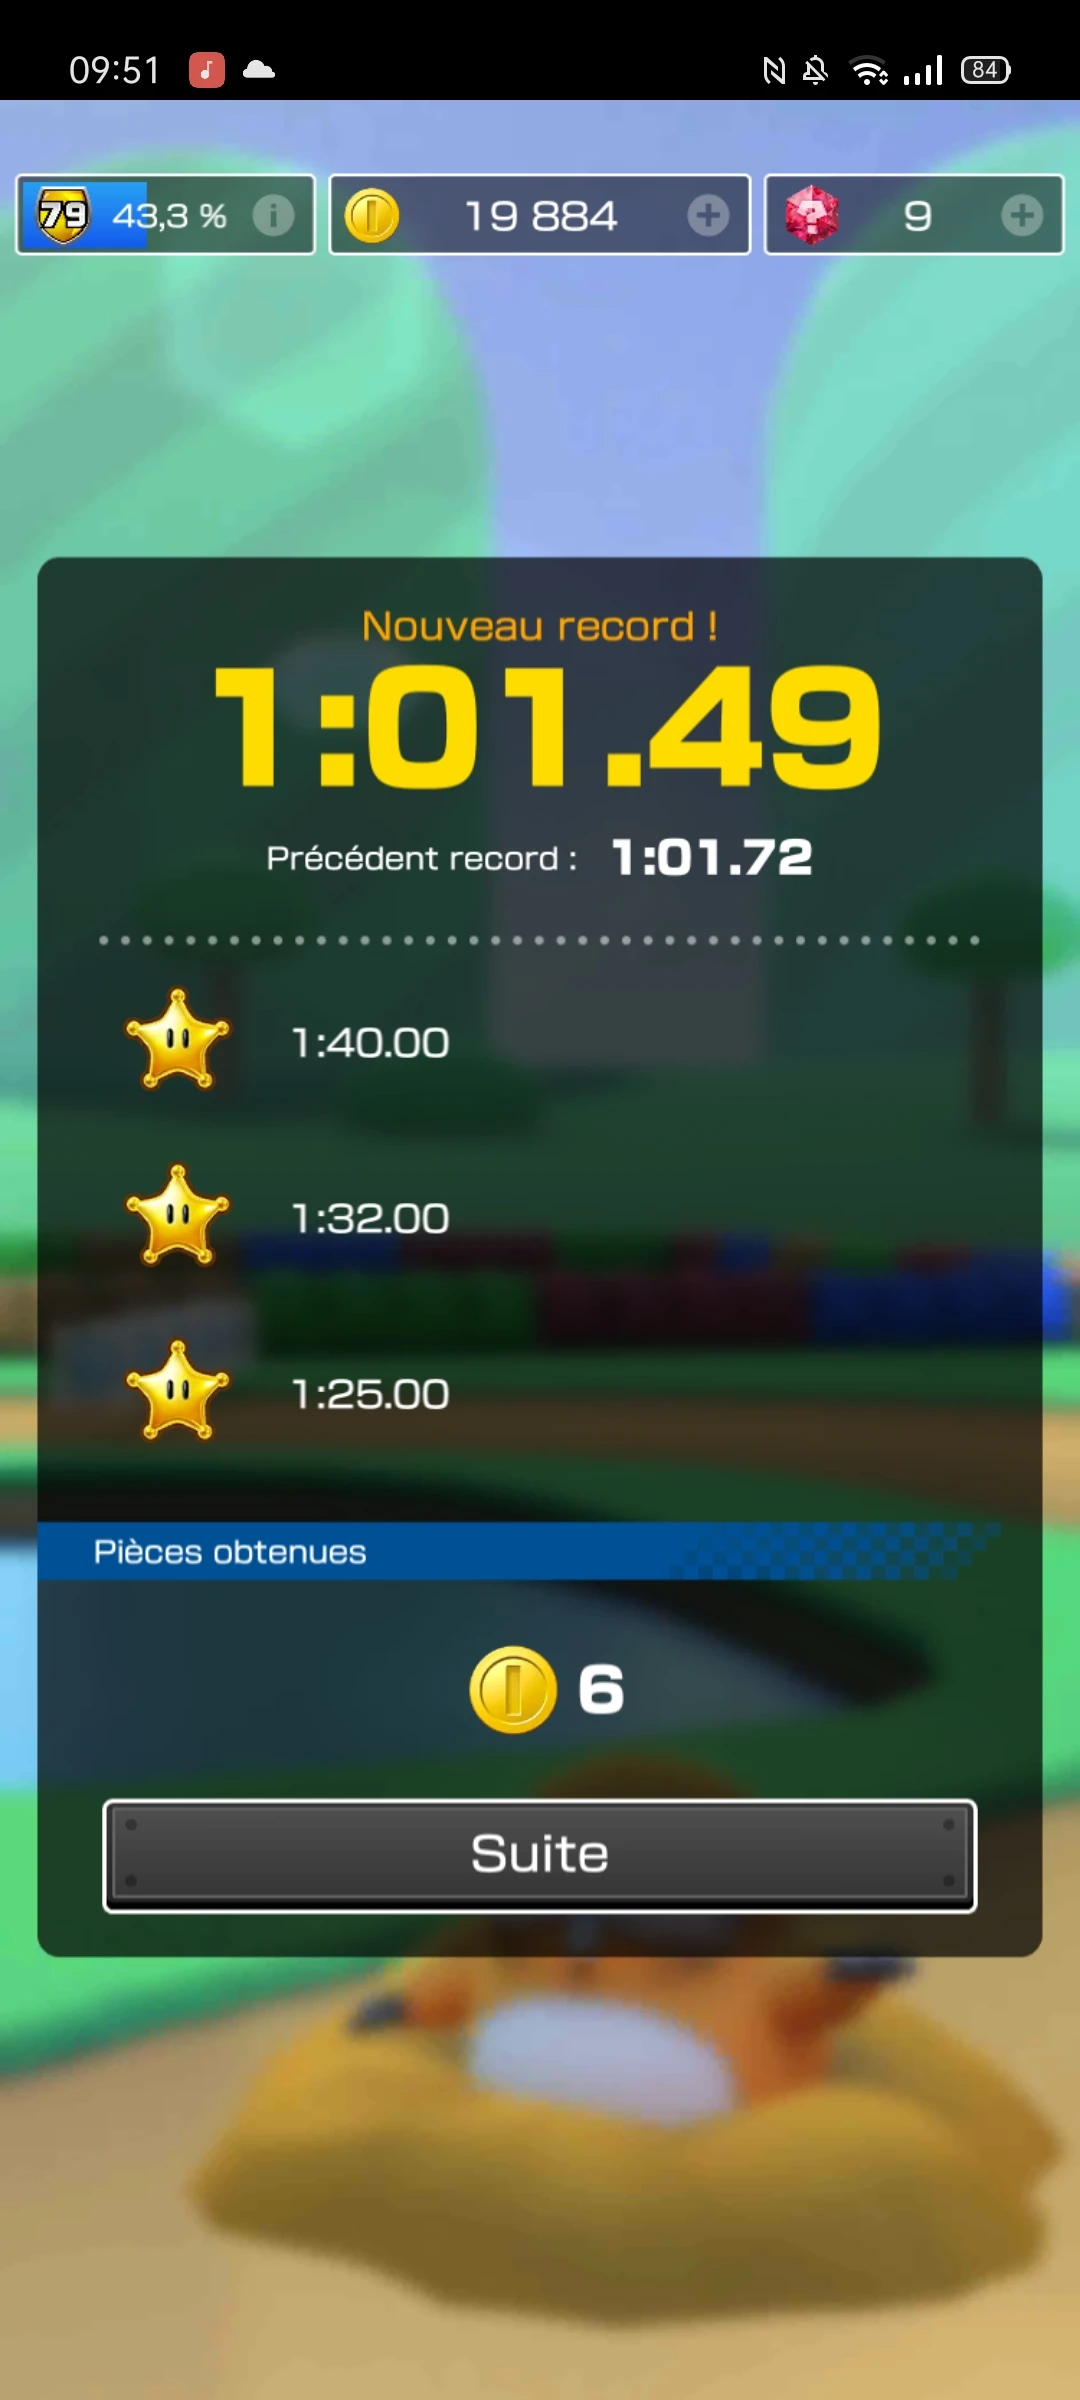 09:51 84
79 43,3 % 19 884 9
Nouveau record !
1:01.49
Précédent record : 1:01.72
1:40.00
1:32.00
1:25.00
Pièces obtenues
6
Suite